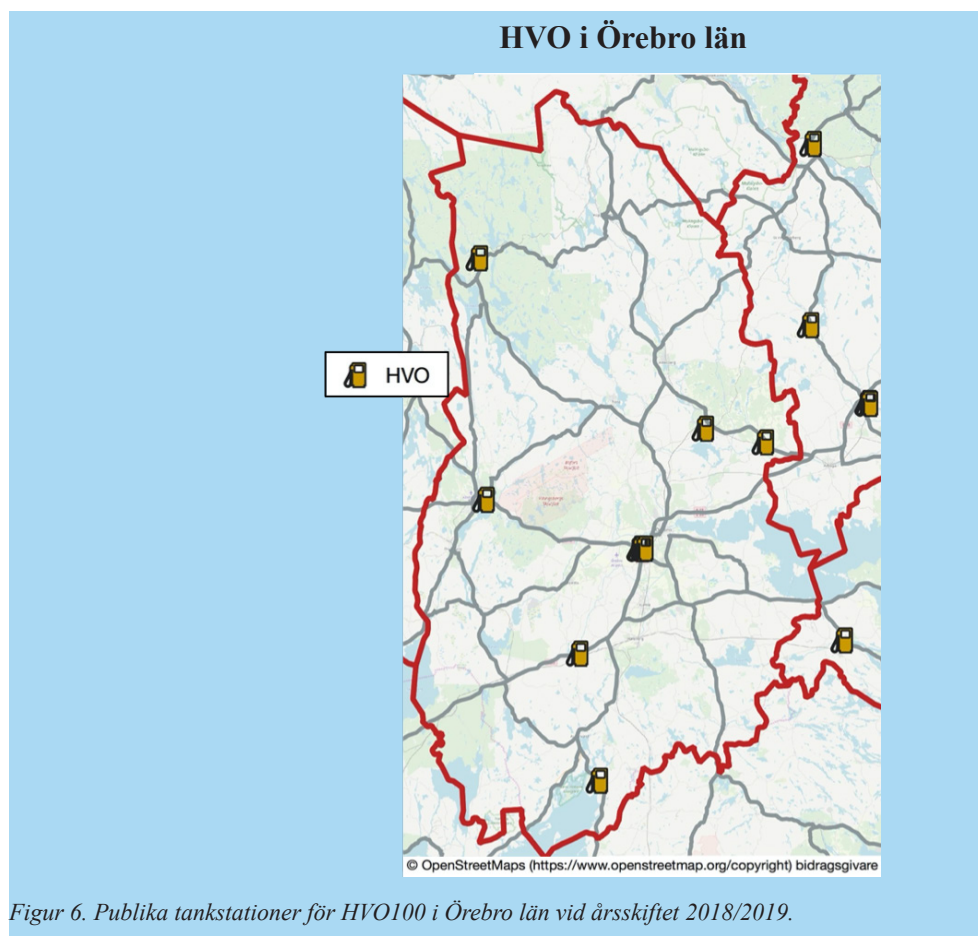 HVO i Örebro län
HVO
© OpenStreetMaps (https://www.openstreetmap.org/copyright) bidragsgivare
Figur 6. Publika tankstationer för HVO100 i Örebro län vid årsskiftet 2018/2019.